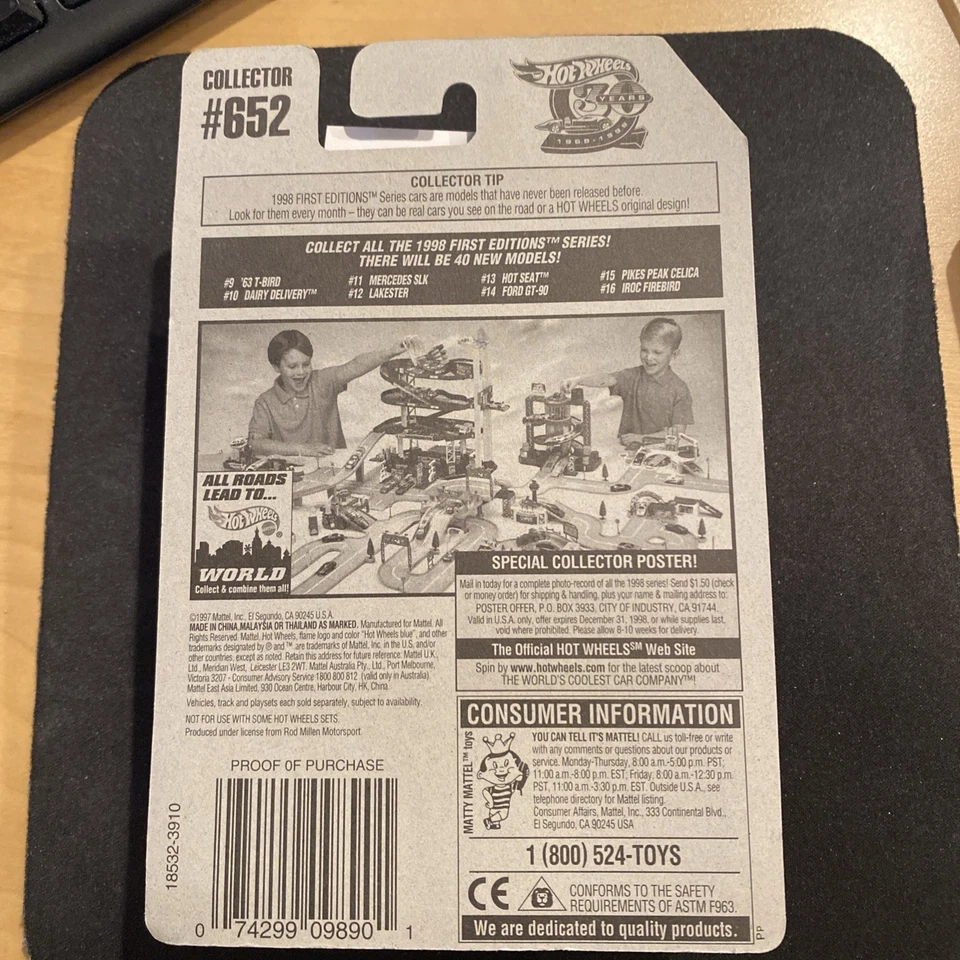 COLLECTOR
#652
HOT WHEELS
30 YEARS
1968-1998
COLLECTOR TIP
1998 FIRST EDITIONS™ Series cars are models that have never been released before.
Look for them every month – they can be real cars you see on the road or a HOT WHEELS original design!
COLLECT ALL THE 1998 FIRST EDITIONS™ SERIES!
THERE WILL BE 40 NEW MODELS!
#9 '63 T-BIRD #11 MERCEDES SLK #13 HOT SEAT™ #15 PIKES PEAK CELICA
#10 DAIRY DELIVERY™ #12 LAKESTER #14 FORD GT-90 #16 IROC FIREBIRD
ALL ROADS
LEAD TO...
HOT WHEELS
WORLD
Collect & combine them all!
SPECIAL COLLECTOR POSTER!
Mail in today for a complete photo-record of all the 1998 series! Send $1.50 (check
or money order) for shipping & handling, plus your name & mailing address to:
POSTER OFFER, P.O. BOX 3933, CITY OF INDUSTRY, CA 91744.
Valid in U.S.A. only, offer expires December 31, 1998, or while supplies last,
void where prohibited. Please allow 8-10 weeks for delivery.
The Official HOT WHEELS℠ Web Site
Spin by www.hotwheels.com for the latest scoop about
THE WORLD'S COOLEST CAR COMPANY™!
©1997 Mattel, Inc. El Segundo, CA 90245 U.S.A.
MADE IN CHINA, MALAYSIA OR THAILAND AS MARKED. Manufactured for Mattel. All
Rights Reserved. Mattel, Hot Wheels, flame logo and color "Hot Wheels blue", and other
trademarks designated by ® and ™ are trademarks of Mattel, Inc. in the U.S. and/or
other countries, except as noted. Retain this address for future reference. Mattel U.K.
Ltd., Meridian West, Leicester LE3 2WT. Mattel Australia Pty., Ltd., Port Melbourne,
Victoria 3207 - Consumer Advisory Service 1800 800 812 (valid only in Australia).
Mattel East Asia Limited, 930 Ocean Centre, Harbour City, HK, China.
Vehicles, track and playsets each sold separately, subject to availability.
NOT FOR USE WITH SOME HOT WHEELS SETS.
Produced under license from Rod Millen Motorsport
CONSUMER INFORMATION
MATTY MATTEL™ toys
YOU CAN TELL IT'S MATTEL! CALL us toll-free or write
with any comments or questions about our products or
service. Monday-Thursday, 8:00 a.m.-5:00 p.m. PST,
11:00 a.m.-8:00 p.m. EST; Friday, 8:00 a.m.-12:30 p.m.
PST, 11:00 a.m.-3:30 p.m. EST. Outside U.S.A., see
telephone directory for Mattel listing.
Consumer Affairs, Mattel, Inc., 333 Continental Blvd.,
El Segundo, CA 90245 USA
1 (800) 524-TOYS
CE
CONFORMS TO THE SAFETY
REQUIREMENTS OF ASTM F963.
We are dedicated to quality products.
PP
PROOF OF PURCHASE
18532-3910
0 74299 09890 1